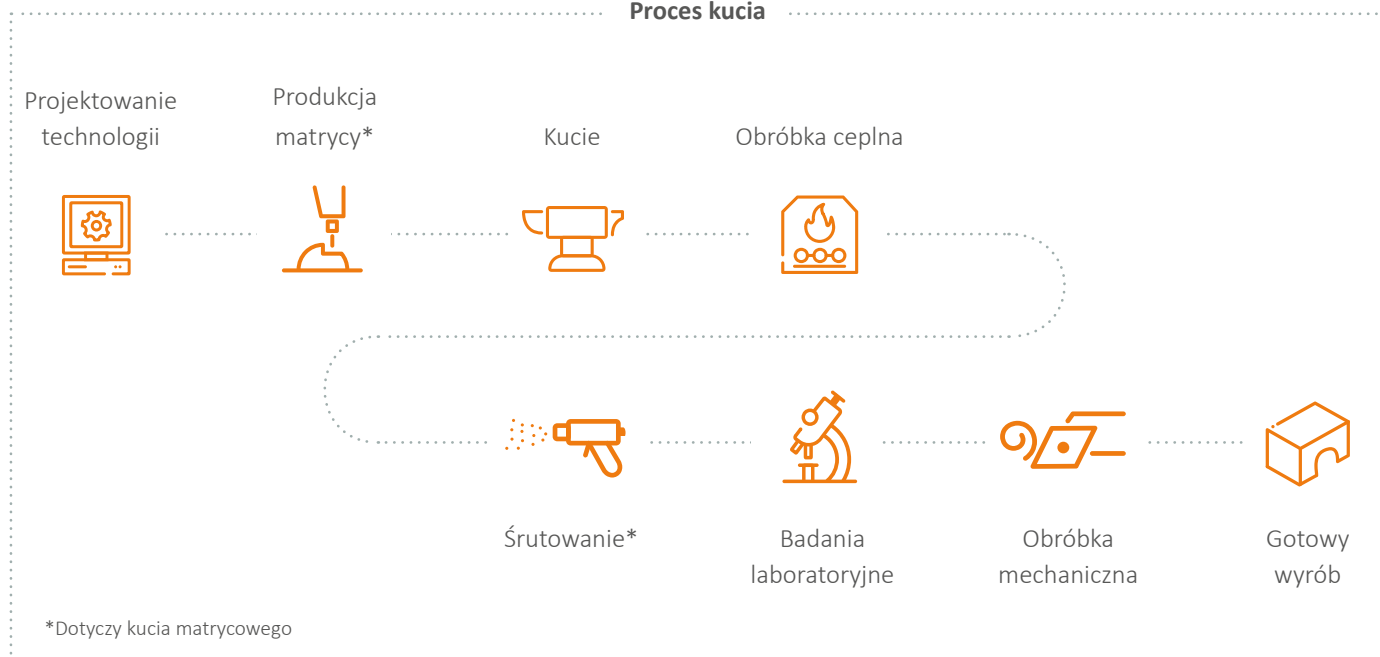 Proces kucia
Projektowanie
technologii
Produkcja
matrycy*
Kucie
Obróbka ceplna
Śrutowanie*
Badania
laboratoryjne
Obróbka
mechaniczna
Gotowy
wyrób
*Dotyczy kucia matrycowego